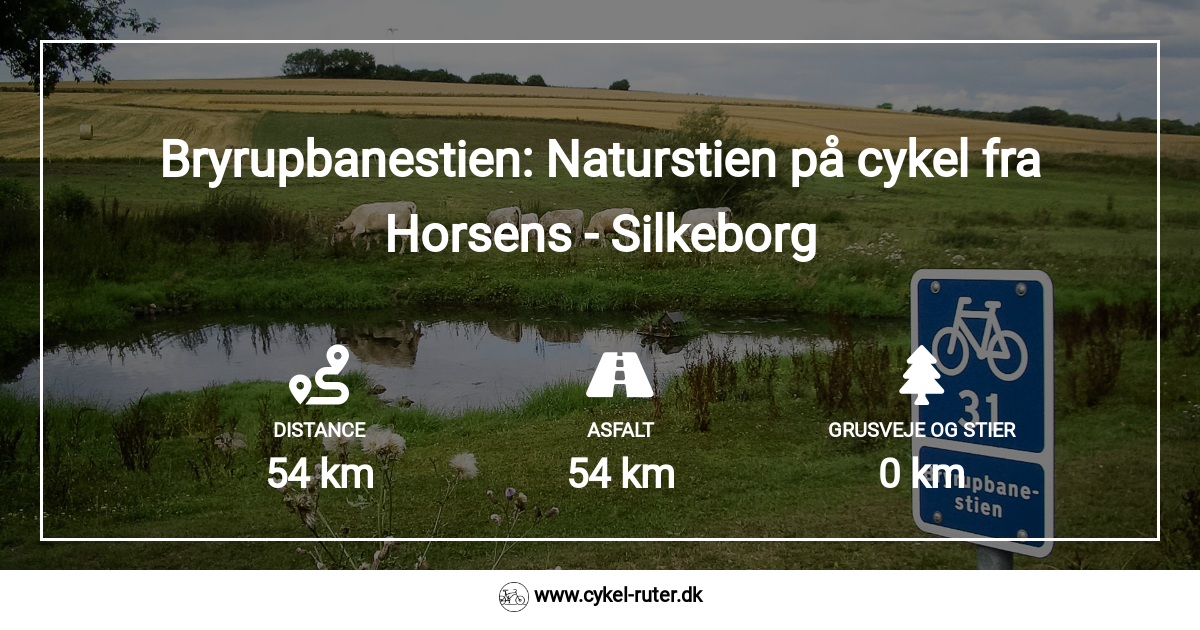 Bryrupbanestien: Naturstien på cykel fra
Horsens - Silkeborg
31
DISTANCE
ASFALT
GRUSVEJE OG STIER
54 km
54 km
0 km
Bryrupbane-
stien
www.cykel-ruter.dk